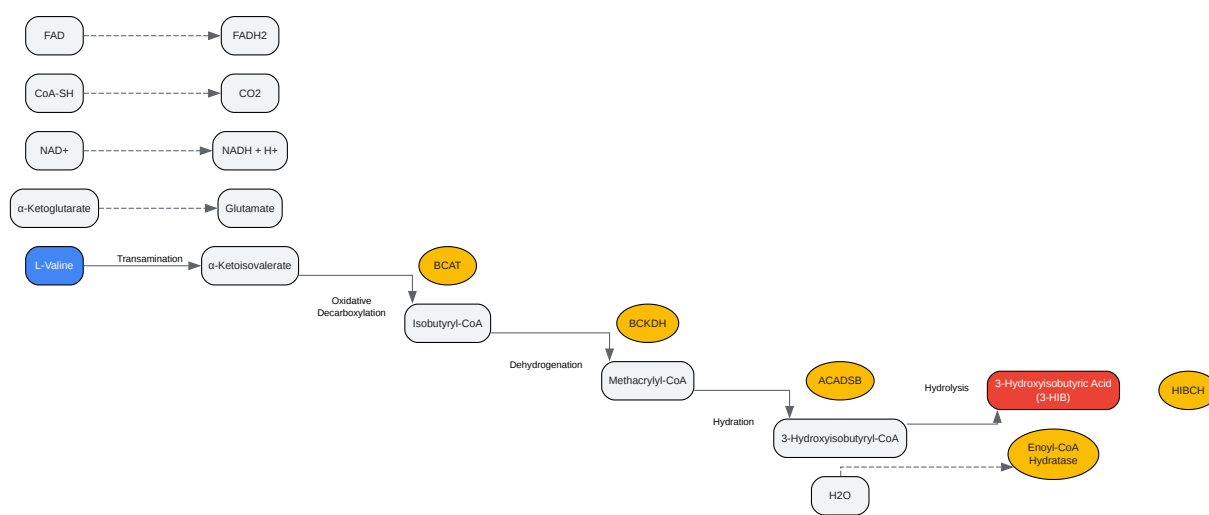 FAD
FADH2
CoA-SH
CO2
NAD+
NADH + H+
α-Ketoglutarate
Glutamate
L-Valine
Transamination
α-Ketoisovalerate
BCAT
Oxidative
Decarboxylation
Isobutyryl-CoA
BCKDH
Dehydrogenation
Methacrylyl-CoA
ACADSB
Hydration
3-Hydroxyisobutyryl-CoA
Hydrolysis
3-Hydroxyisobutyric Acid
(3-HIB)
HIBCH
Enoyl-CoA
Hydratase
H2O